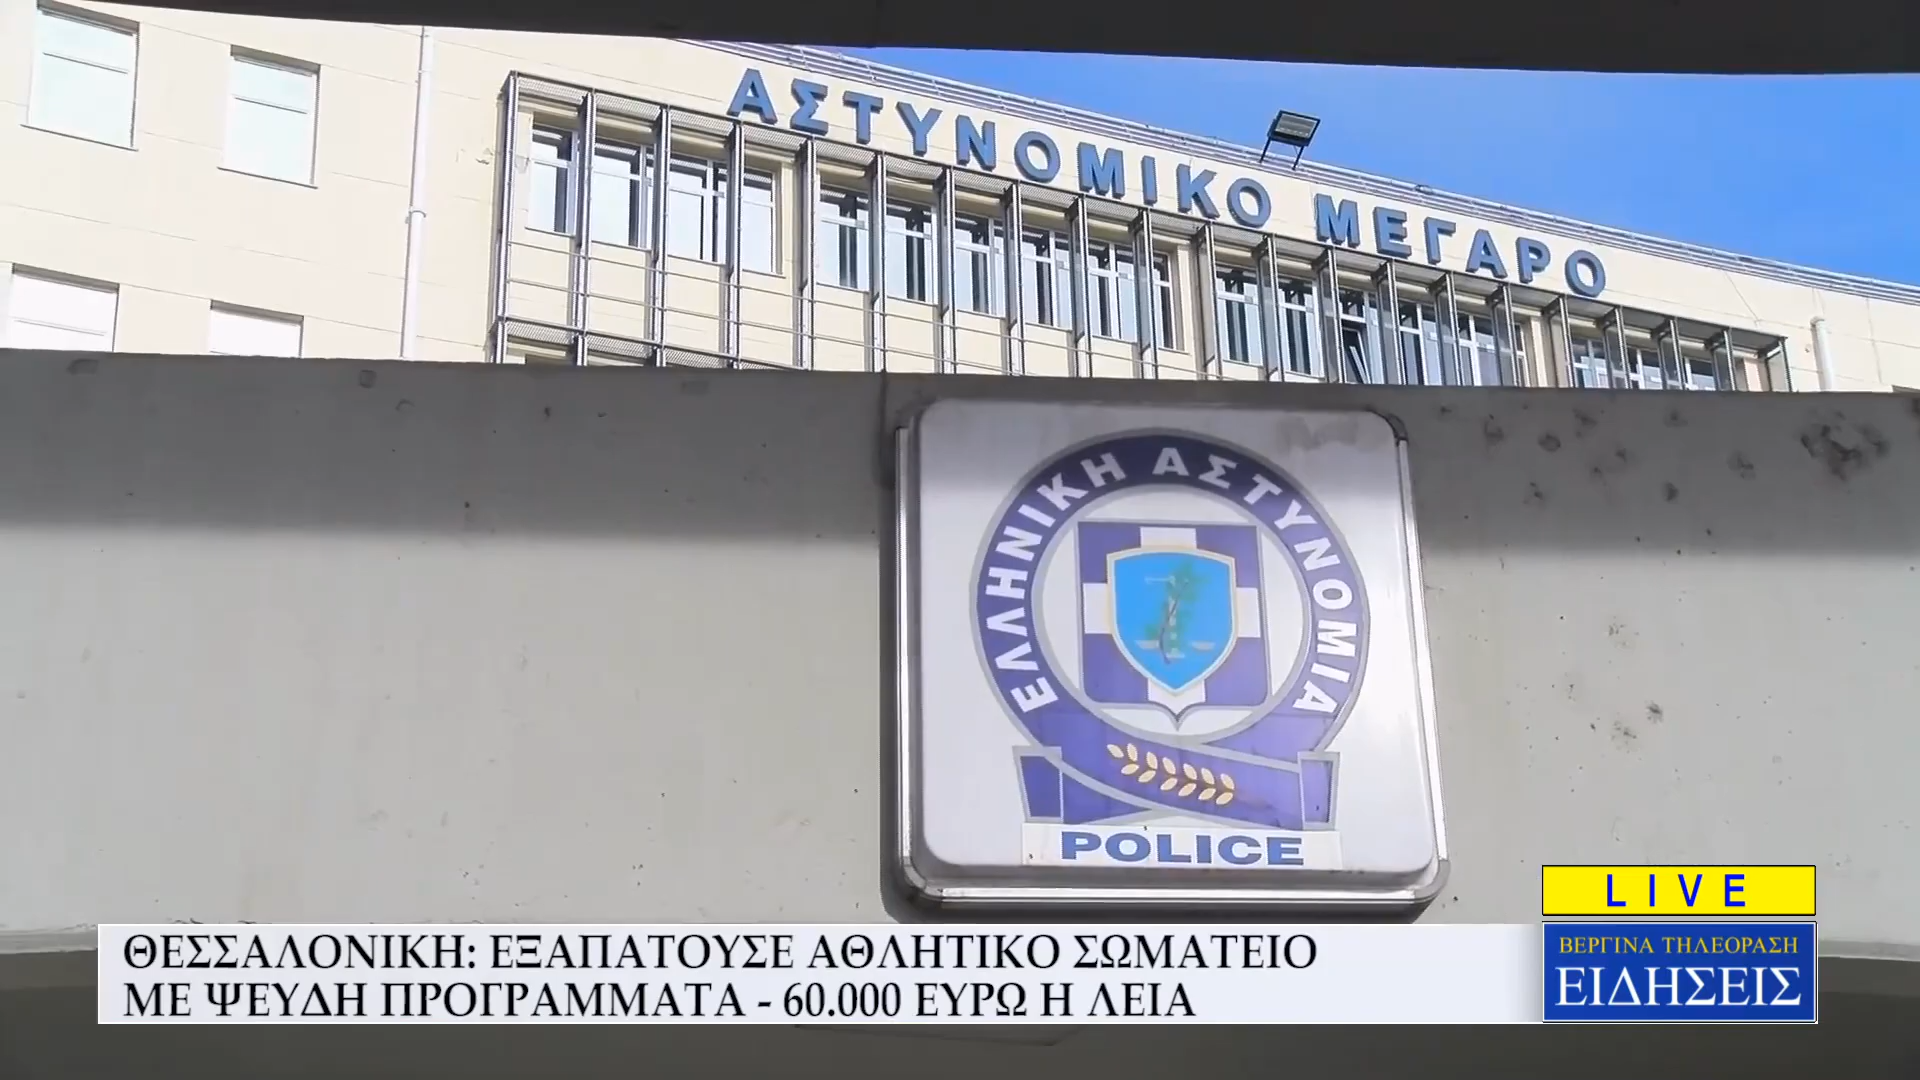 ΑΣΤΥΝΟΜΙΚΟ ΜΕΓΑΡΟ
ΕΛΛΗΝΙΚΗ ΑΣΤΥΝΟΜΙΑ
POLICE
LIVE
ΘΕΣΣΑΛΟΝΙΚΗ: ΕΞΑΠΑΤΟΥΣΕ ΑΘΛΗΤΙΚΟ ΣΩΜΑΤΕΙΟ
ΜΕ ΨΕΥΔΗ ΠΡΟΓΡΑΜΜΑΤΑ - 60.000 ΕΥΡΩ Η ΛΕΙΑ
ΒΕΡΓΙΝΑ ΤΗΛΕΟΡΑΣΗ
ΕΙΔΗΣΕΙΣ